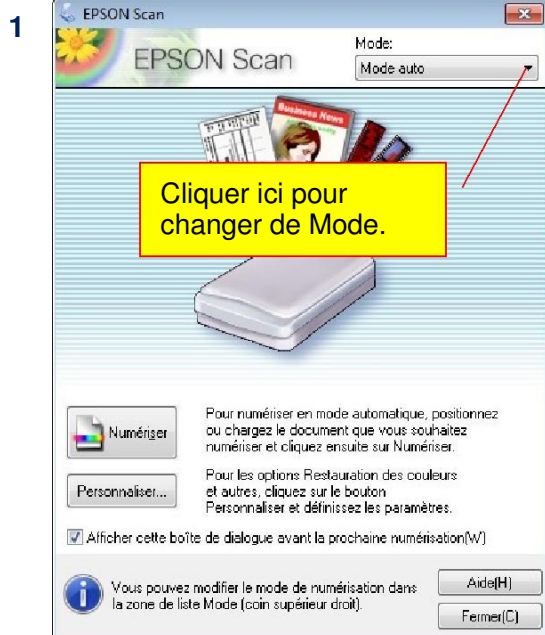 1
EPSON Scan
EPSON Scan
Mode:
Mode auto
Business News
Cliquer ici pour
changer de Mode.
Numériser
Pour numériser en mode automatique, positionnez
ou chargez le document que vous souhaitez
numériser et cliquez ensuite sur Numériser.
Personnaliser...
Pour les options Restauration des couleurs
et autres, cliquez sur le bouton
Personnaliser et définissez les paramètres.
Afficher cette boîte de dialogue avant la prochaine numérisation(W)
Vous pouvez modifier le mode de numérisation dans
la zone de liste Mode (coin supérieur droit).
Aide(H)
Fermer(C)